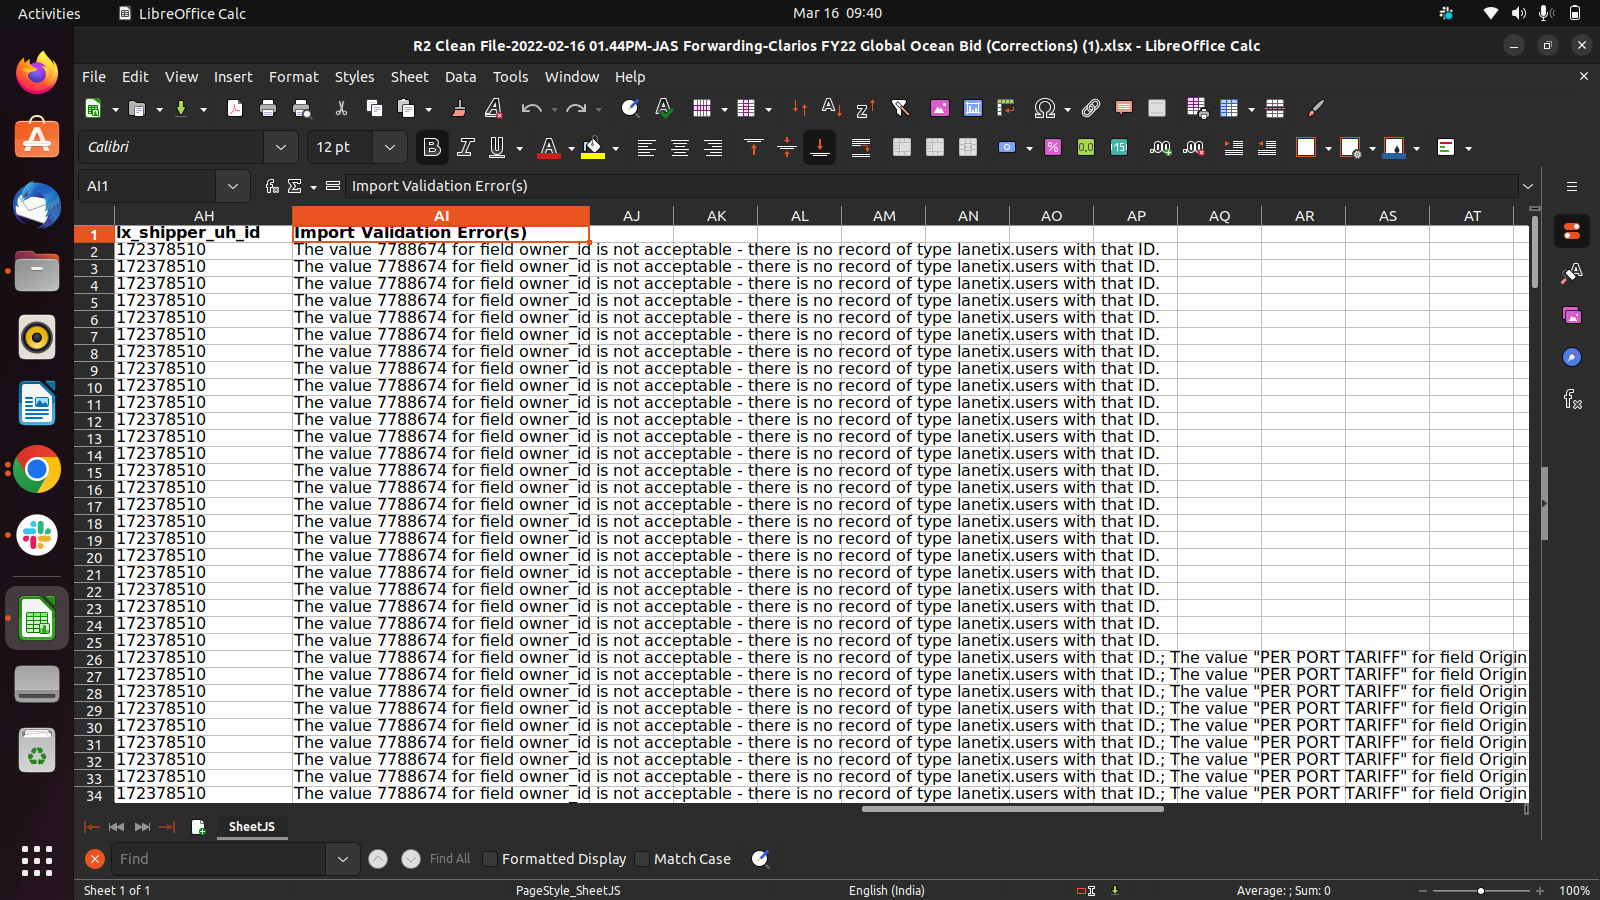 Activities LibreOffice Calc Mar 16 09:40
R2 Clean File-2022-02-16 01.44PM-JAS Forwarding-Clarios FY22 Global Ocean Bid (Corrections) (1).xlsx - LibreOffice Calc
File Edit View Insert Format Styles Sheet Data Tools Window Help
Calibri 12 pt
AI1 Import Validation Error(s)
AH AI AJ AK AL AM AN AO AP AQ AR AS AT
1 lx_shipper_uh_id Import Validation Error(s)
2 172378510 The value 7788674 for field owner_id is not acceptable - there is no record of type lanetix.users with that ID.
3 172378510 The value 7788674 for field owner_id is not acceptable - there is no record of type lanetix.users with that ID.
4 172378510 The value 7788674 for field owner_id is not acceptable - there is no record of type lanetix.users with that ID.
5 172378510 The value 7788674 for field owner_id is not acceptable - there is no record of type lanetix.users with that ID.
6 172378510 The value 7788674 for field owner_id is not acceptable - there is no record of type lanetix.users with that ID.
7 172378510 The value 7788674 for field owner_id is not acceptable - there is no record of type lanetix.users with that ID.
8 172378510 The value 7788674 for field owner_id is not acceptable - there is no record of type lanetix.users with that ID.
9 172378510 The value 7788674 for field owner_id is not acceptable - there is no record of type lanetix.users with that ID.
10 172378510 The value 7788674 for field owner_id is not acceptable - there is no record of type lanetix.users with that ID.
11 172378510 The value 7788674 for field owner_id is not acceptable - there is no record of type lanetix.users with that ID.
12 172378510 The value 7788674 for field owner_id is not acceptable - there is no record of type lanetix.users with that ID.
13 172378510 The value 7788674 for field owner_id is not acceptable - there is no record of type lanetix.users with that ID.
14 172378510 The value 7788674 for field owner_id is not acceptable - there is no record of type lanetix.users with that ID.
15 172378510 The value 7788674 for field owner_id is not acceptable - there is no record of type lanetix.users with that ID.
16 172378510 The value 7788674 for field owner_id is not acceptable - there is no record of type lanetix.users with that ID.
17 172378510 The value 7788674 for field owner_id is not acceptable - there is no record of type lanetix.users with that ID.
18 172378510 The value 7788674 for field owner_id is not acceptable - there is no record of type lanetix.users with that ID.
19 172378510 The value 7788674 for field owner_id is not acceptable - there is no record of type lanetix.users with that ID.
20 172378510 The value 7788674 for field owner_id is not acceptable - there is no record of type lanetix.users with that ID.
21 172378510 The value 7788674 for field owner_id is not acceptable - there is no record of type lanetix.users with that ID.
22 172378510 The value 7788674 for field owner_id is not acceptable - there is no record of type lanetix.users with that ID.
23 172378510 The value 7788674 for field owner_id is not acceptable - there is no record of type lanetix.users with that ID.
24 172378510 The value 7788674 for field owner_id is not acceptable - there is no record of type lanetix.users with that ID.
25 172378510 The value 7788674 for field owner_id is not acceptable - there is no record of type lanetix.users with that ID.
26 172378510 The value 7788674 for field owner_id is not acceptable - there is no record of type lanetix.users with that ID.; The value "PER PORT TARIFF" for field Origin
27 172378510 The value 7788674 for field owner_id is not acceptable - there is no record of type lanetix.users with that ID.; The value "PER PORT TARIFF" for field Origin
28 172378510 The value 7788674 for field owner_id is not acceptable - there is no record of type lanetix.users with that ID.; The value "PER PORT TARIFF" for field Origin
29 172378510 The value 7788674 for field owner_id is not acceptable - there is no record of type lanetix.users with that ID.; The value "PER PORT TARIFF" for field Origin
30 172378510 The value 7788674 for field owner_id is not acceptable - there is no record of type lanetix.users with that ID.; The value "PER PORT TARIFF" for field Origin
31 172378510 The value 7788674 for field owner_id is not acceptable - there is no record of type lanetix.users with that ID.; The value "PER PORT TARIFF" for field Origin
32 172378510 The value 7788674 for field owner_id is not acceptable - there is no record of type lanetix.users with that ID.; The value "PER PORT TARIFF" for field Origin
33 172378510 The value 7788674 for field owner_id is not acceptable - there is no record of type lanetix.users with that ID.; The value "PER PORT TARIFF" for field Origin
34 172378510 The value 7788674 for field owner_id is not acceptable - there is no record of type lanetix.users with that ID.; The value "PER PORT TARIFF" for field Origin
SheetJS
Find Find All Formatted Display Match Case
Sheet 1 of 1 PageStyle_SheetJS English (India) Average: ; Sum: 0 100%